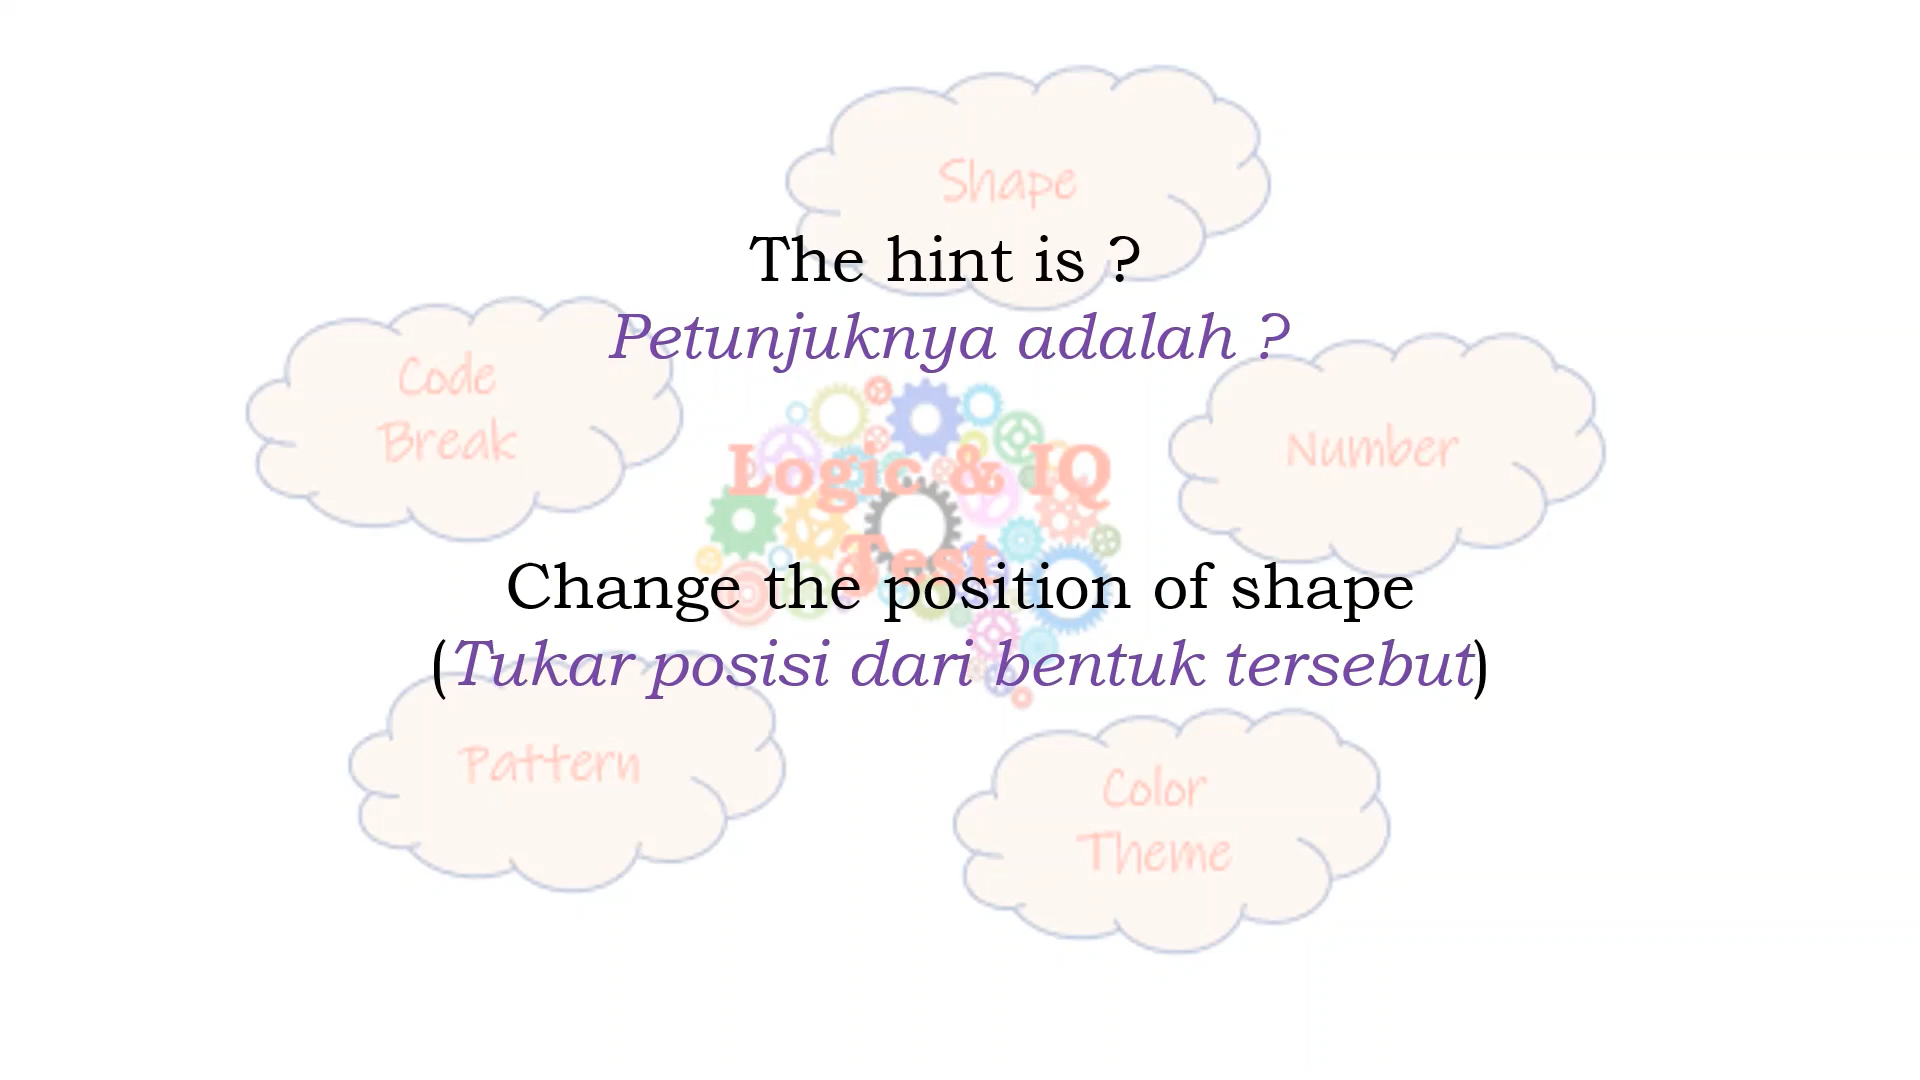 Shape
The hint is ?
Petunjuknya adalah ?
Code
Break
Number
Logic & IQ
Test
Change the position of shape
(Tukar posisi dari bentuk tersebut)
Pattern
Color
Theme